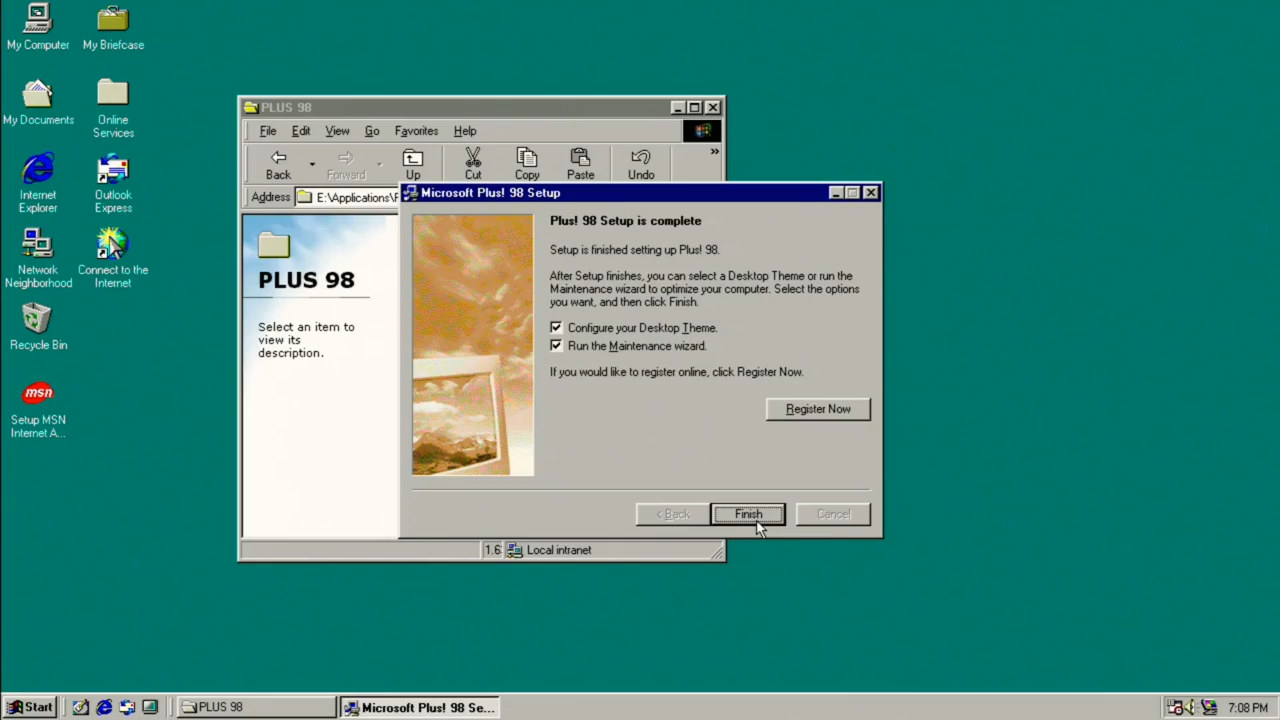 My Computer
My Briefcase
My Documents
Online
Services
Internet
Explorer
Outlook
Express
Network
Neighborhood
Connect to the
Internet
Recycle Bin
msn
Setup MSN
Internet A...
PLUS 98
File Edit View Go Favorites Help
Back Forward Up Cut Copy Paste Undo »
Address E:\Applications\
PLUS 98
Select an item to
view its
description.
Local intranet
Microsoft Plus! 98 Setup
Plus! 98 Setup is complete
Setup is finished setting up Plus! 98.
After Setup finishes, you can select a Desktop Theme or run the
Maintenance wizard to optimize your computer. Select the options
you want, and then click Finish.
Configure your Desktop Theme.
Run the Maintenance wizard.
If you would like to register online, click Register Now.
Register Now
< Back Finish Cancel
Start PLUS 98 Microsoft Plus! 98 Se... 7:08 PM